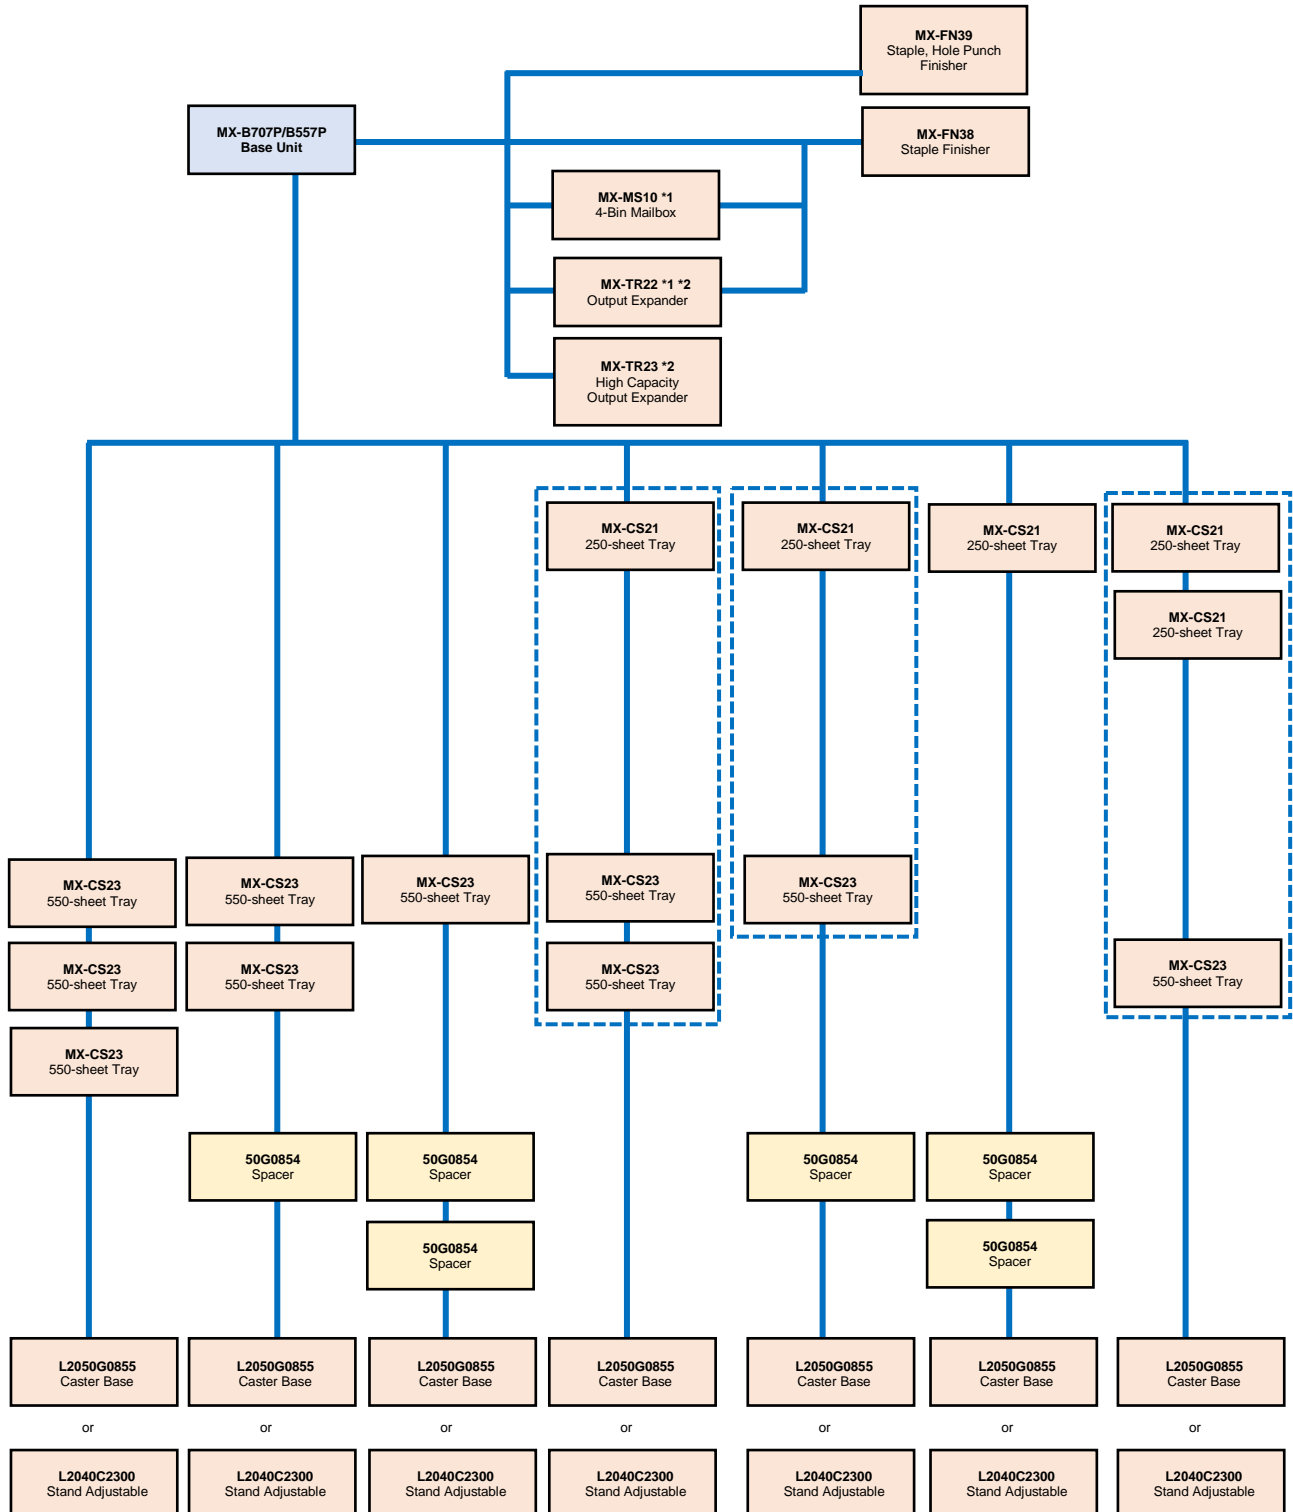 MX-FN39
Staple, Hole Punch
Finisher
MX-B707P/B557P
Base Unit
MX-FN38
Staple Finisher
MX-MS10 *1
4-Bin Mailbox
MX-TR22 *1 *2
Output Expander
MX-TR23 *2
High Capacity
Output Expander
MX-CS21
250-sheet Tray
MX-CS21
250-sheet Tray
MX-CS21
250-sheet Tray
MX-CS21
250-sheet Tray
MX-CS21
250-sheet Tray
MX-CS23
550-sheet Tray
MX-CS23
550-sheet Tray
MX-CS23
550-sheet Tray
MX-CS23
550-sheet Tray
MX-CS23
550-sheet Tray
MX-CS23
550-sheet Tray
MX-CS23
550-sheet Tray
MX-CS23
550-sheet Tray
MX-CS23
550-sheet Tray
MX-CS23
550-sheet Tray
50G0854
Spacer
50G0854
Spacer
50G0854
Spacer
50G0854
Spacer
50G0854
Spacer
50G0854
Spacer
L2050G0855
Caster Base
L2050G0855
Caster Base
L2050G0855
Caster Base
L2050G0855
Caster Base
L2050G0855
Caster Base
L2050G0855
Caster Base
L2050G0855
Caster Base
or
or
or
or
or
or
or
L2040C2300
Stand Adjustable
L2040C2300
Stand Adjustable
L2040C2300
Stand Adjustable
L2040C2300
Stand Adjustable
L2040C2300
Stand Adjustable
L2040C2300
Stand Adjustable
L2040C2300
Stand Adjustable